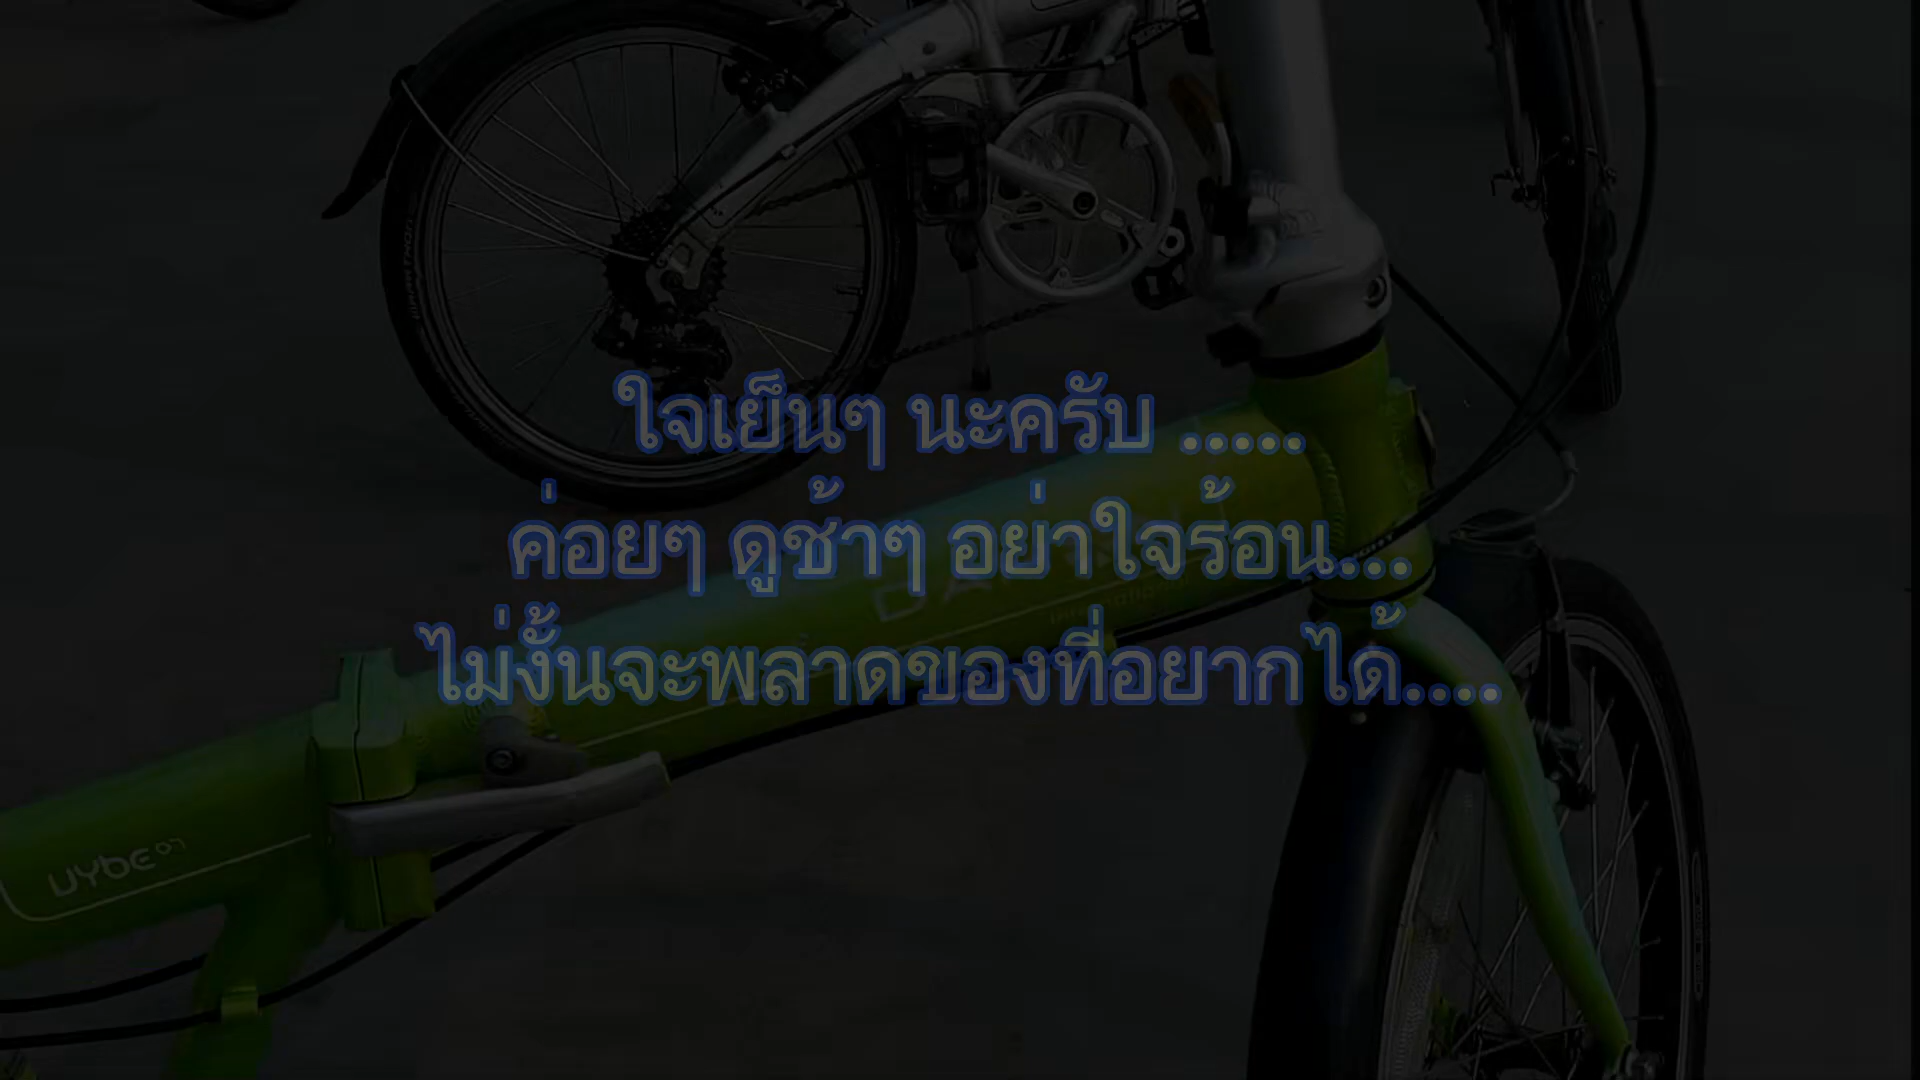 ใจเย็นๆ นะครับ .....
ค่อยๆ ดูช้าๆ อย่าใจร้อน...
ไม่งั้นจะพลาดของที่อยากได้....
UYbe 07